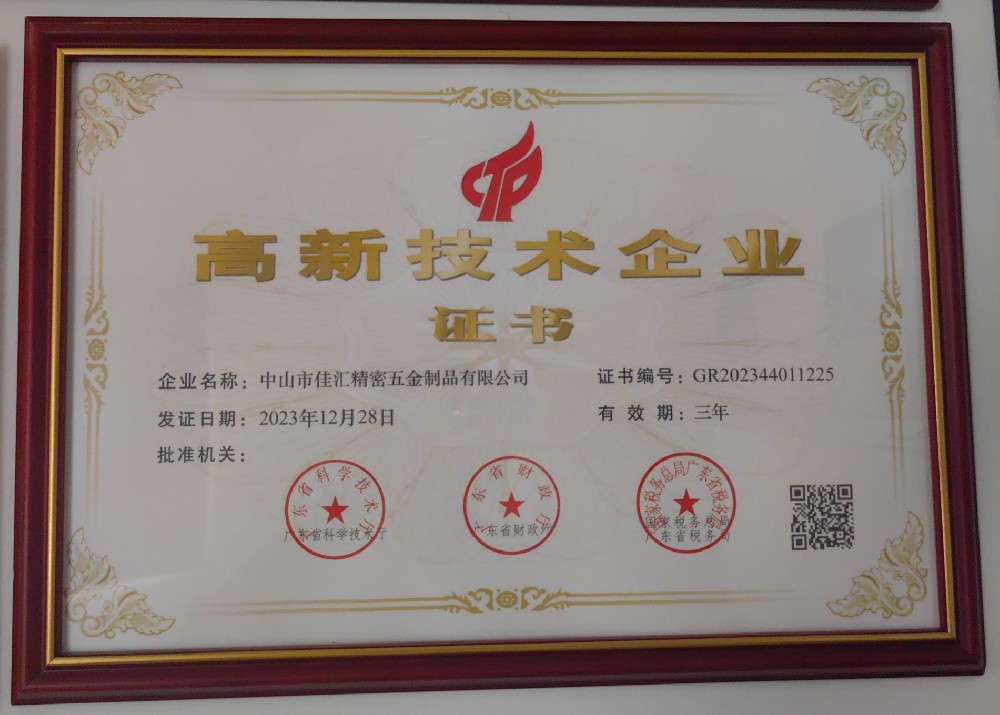 CTP
高新技术企业
证书
企业名称：中山市佳汇精密五金制品有限公司
证书编号：GR202344011225
发证日期：2023年12月28日
有效期：三年
批准机关：
广东省科学技术厅
广东省科学技术厅
广东省财政厅
广东省财政厅
国家税务总局广东省税务局
国家税务总局
广东省税务局